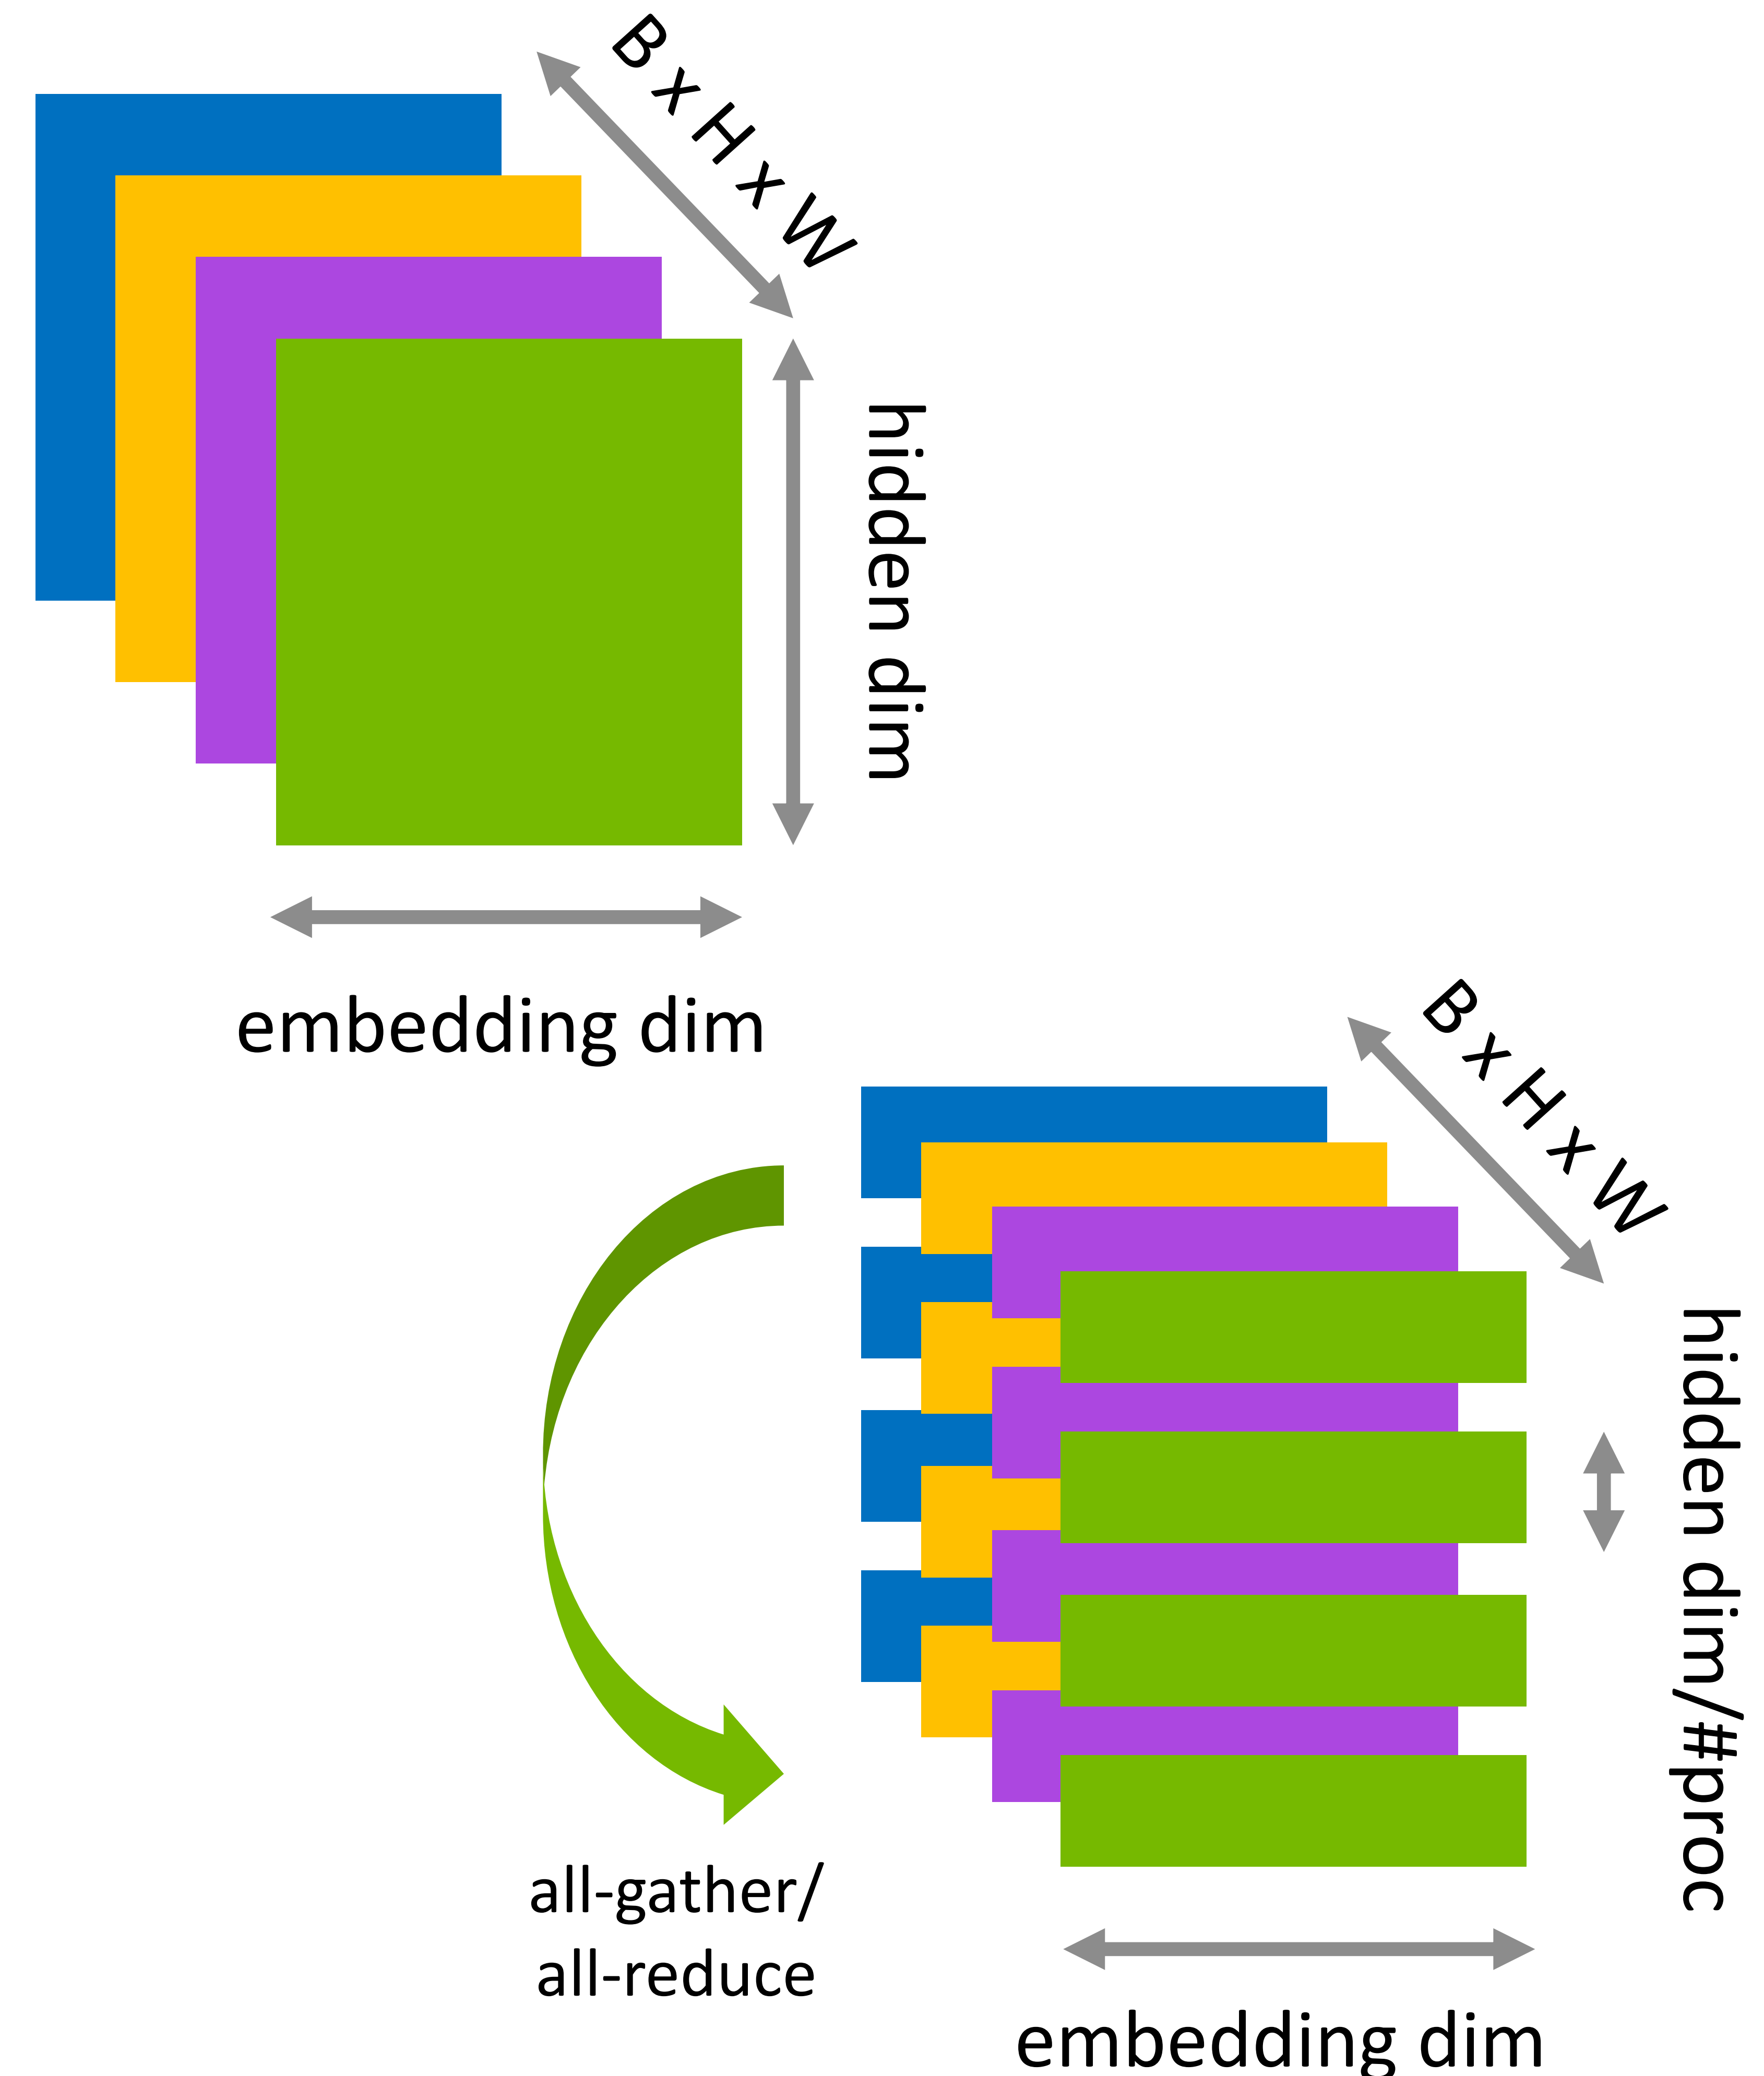 B x H x W
hidden dim
embedding dim
B x H x W
hidden dim/#proc
all-gather/
all-reduce
embedding dim